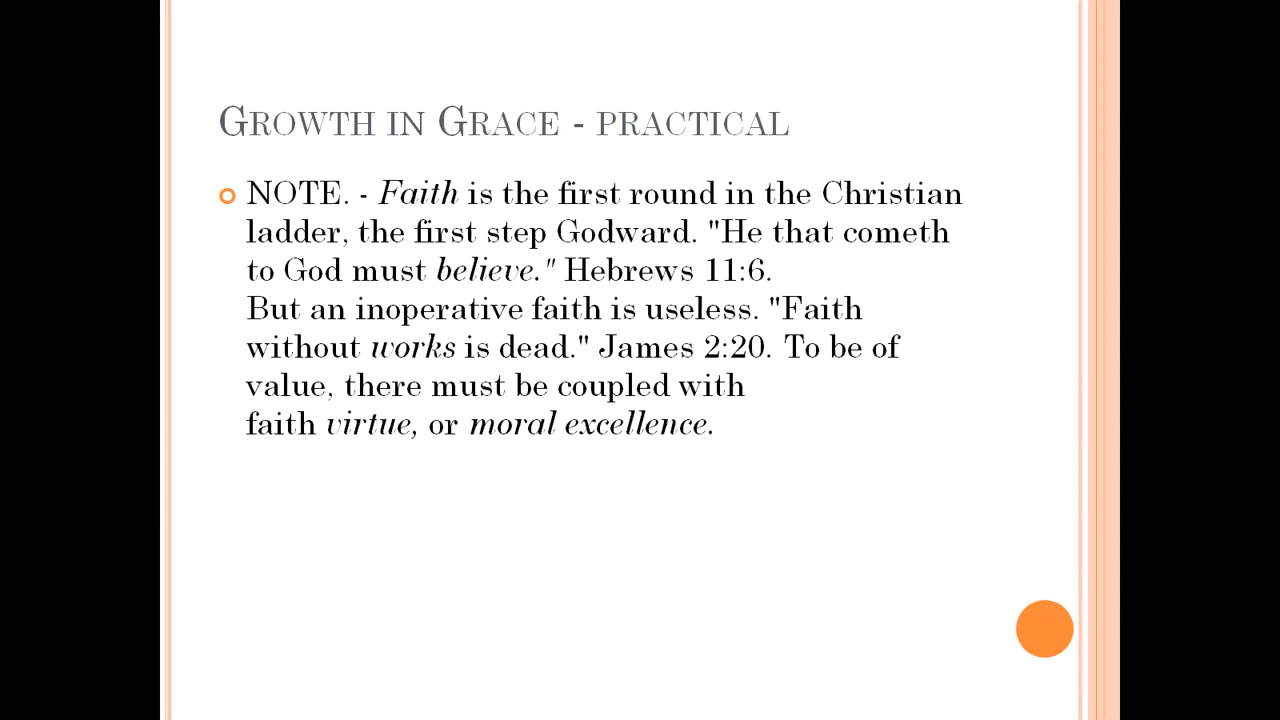 GROWTH IN GRACE - PRACTICAL
NOTE. - Faith is the first round in the Christian
ladder, the first step Godward. "He that cometh
to God must believe." Hebrews 11:6.
But an inoperative faith is useless. "Faith
without works is dead." James 2:20. To be of
value, there must be coupled with
faith virtue, or moral excellence.